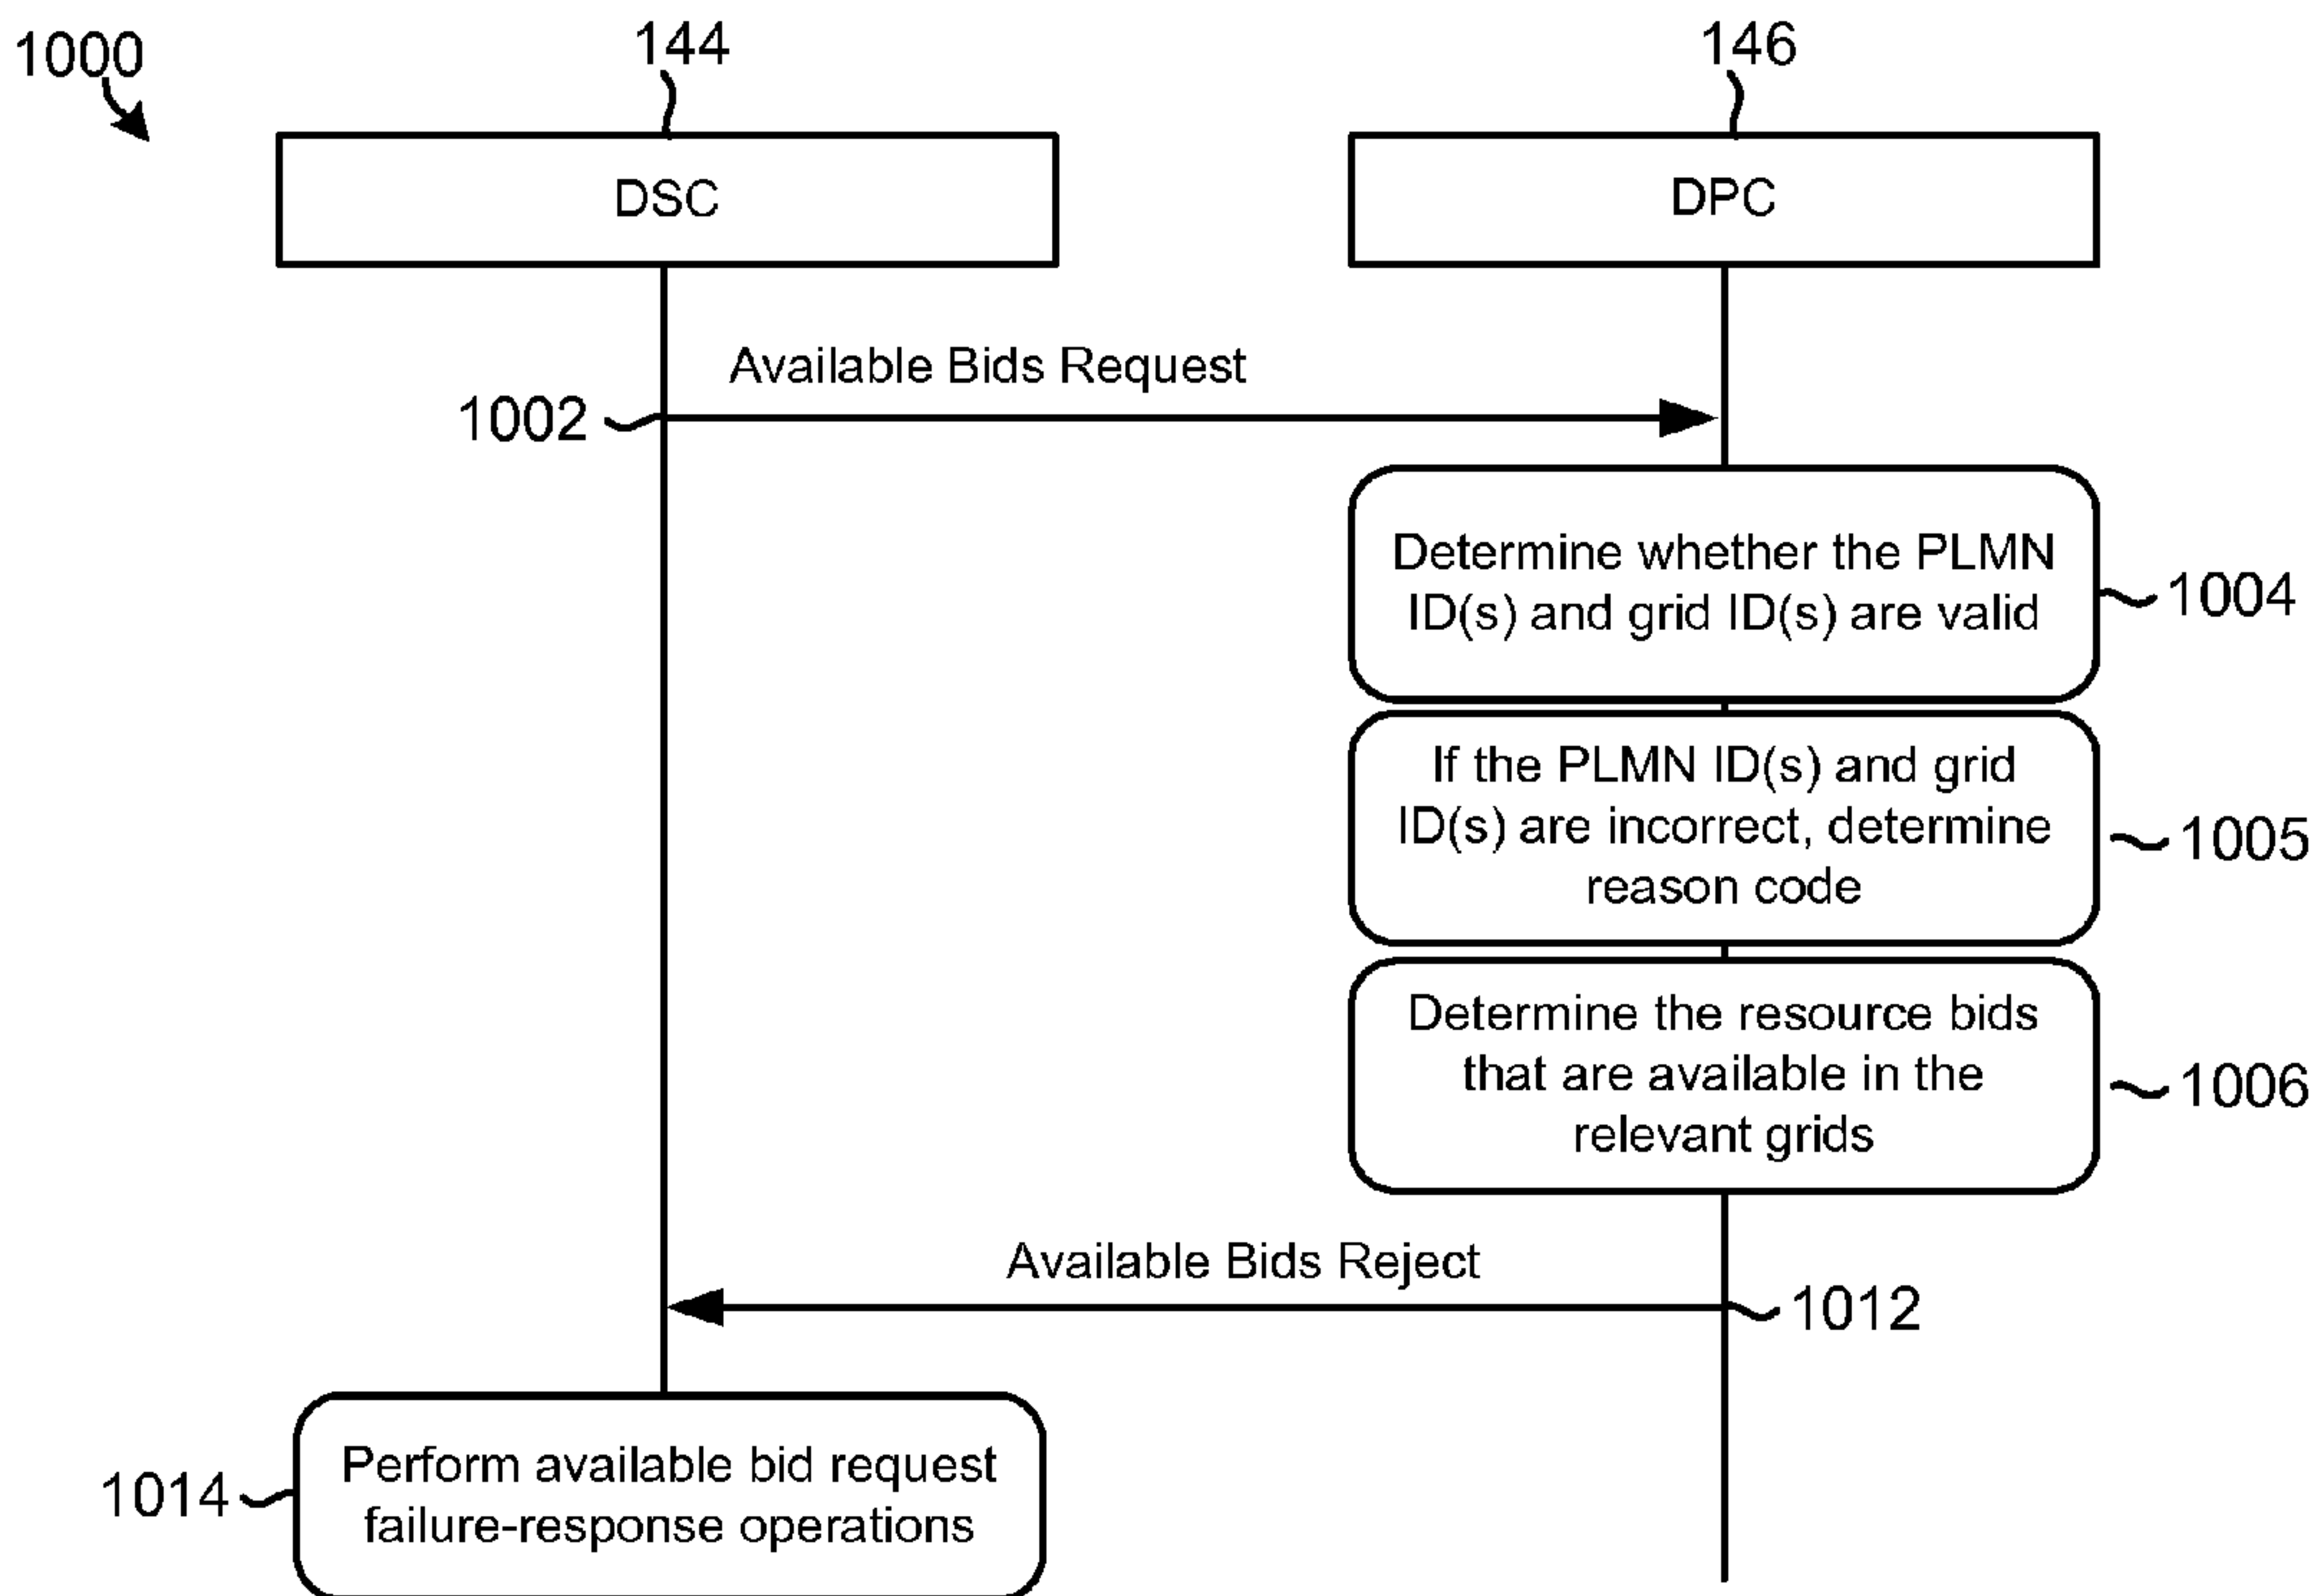 1000
144
146
DSC
DPC
Available Bids Request
1002
Determine whether the PLMN
ID(s) and grid ID(s) are valid
1004
If the PLMN ID(s) and grid
ID(s) are incorrect, determine
reason code
1005
Determine the resource bids
that are available in the
relevant grids
1006
Available Bids Reject
1012
Perform available bid request
failure-response operations
1014